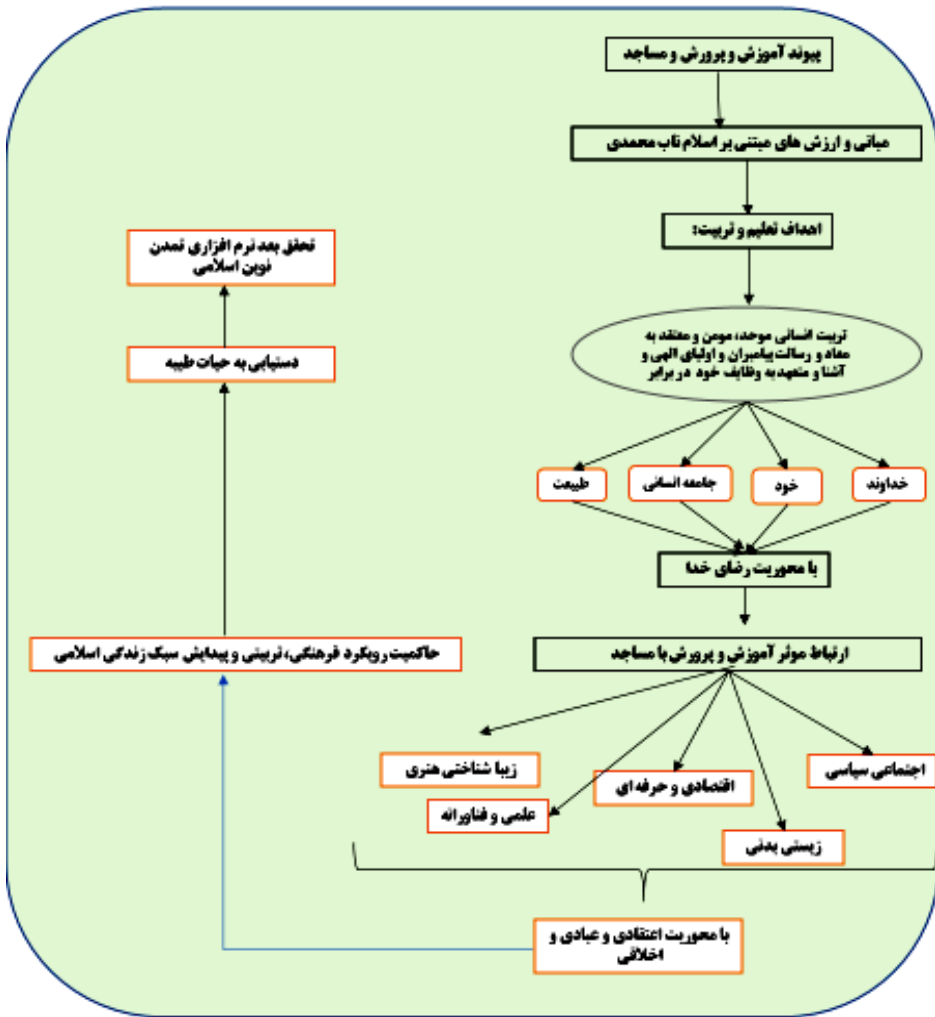 پیوند آموزش و پرورش و مساجد
مبانی و ارزش های مبتنی بر اسلام ناب محمدی
اهداف تعلیم و تربیت:
تربیت انسانی موحد، مومن و معتقد به
معاد و رسالت پیامبران و اولیای الهی و
آشنا و متعهد به وظایف خود در برابر
خداوند
خود
جامعه انسانی
طبیعت
با محوریت رضای خدا
ارتباط موثر آموزش و پرورش با مساجد
اجتماعی سیاسی
زیستی بدنی
اقتصادی و حرفه ای
علمی و فناورانه
زیبا شناختی هنری
با محوریت اعتقادی و عبادی و
اخلاقی
حاکمیت رویکرد فرهنگی، تربیتی و پیدایش سبک زندگی اسلامی
دستیابی به حیات طیبه
تحقق بعد نرم افزاری تمدن
نوین اسلامی